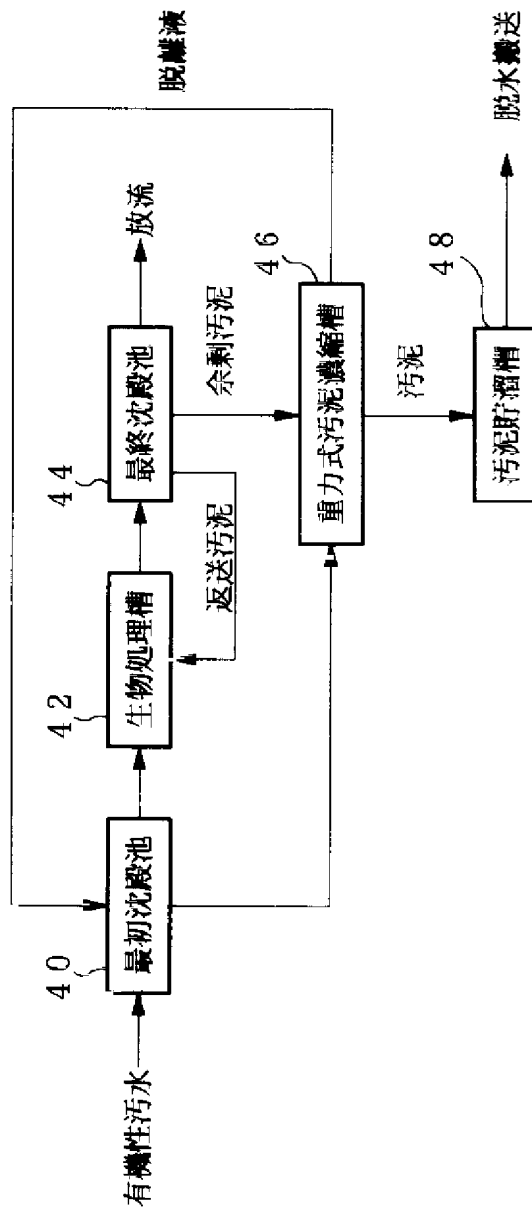 有機性汚水
40
最初沈殿池
42
生物処理槽
44
最終沈殿池
放流
返送汚泥
余剰汚泥
脱離液
46
重力式汚泥濃縮槽
汚泥
48
汚泥貯溜槽
脱水搬送